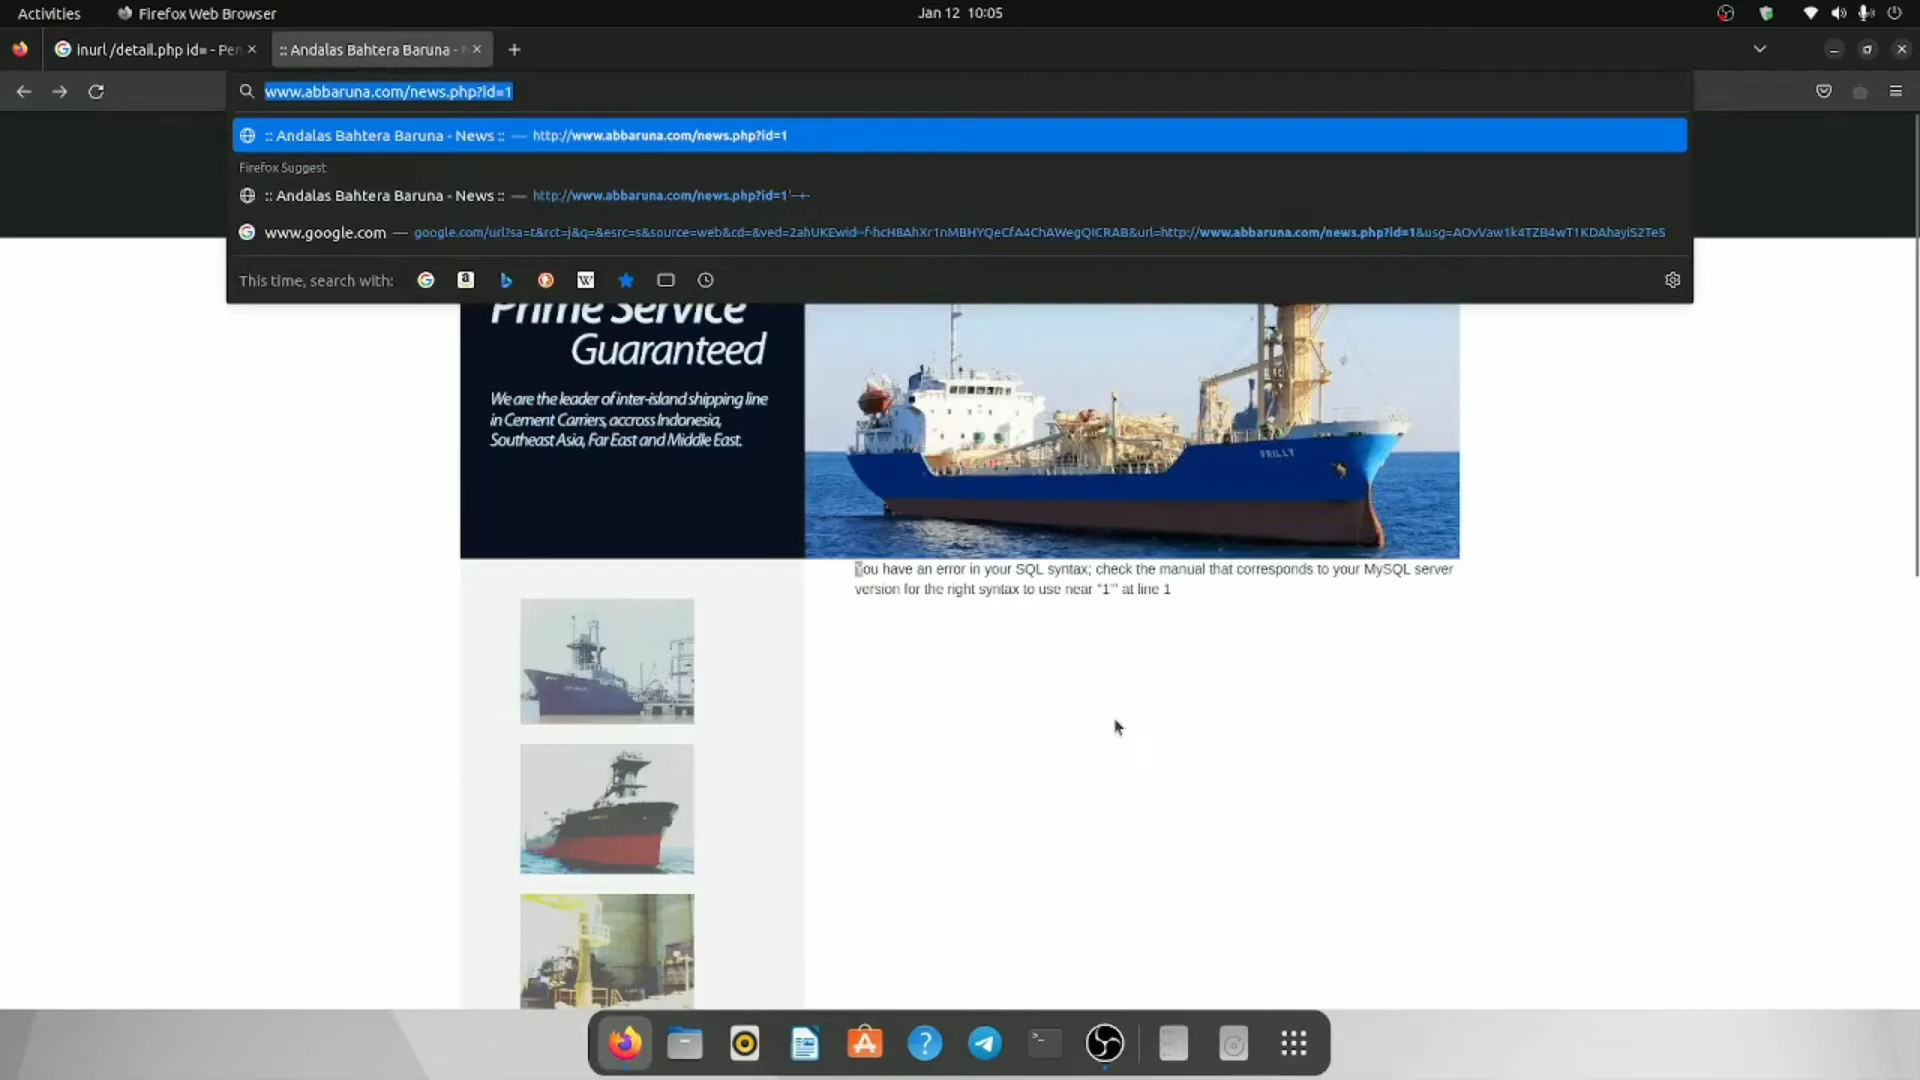 Activities
Firefox Web Browser
Jan 12 10:05
inurl /detail.php id= - Pen
:: Andalas Bahtera Baruna -
www.abbaruna.com/news.php?id=1
:: Andalas Bahtera Baruna - News :: — http://www.abbaruna.com/news.php?id=1
Firefox Suggest
:: Andalas Bahtera Baruna - News :: — http://www.abbaruna.com/news.php?id=1'--+-
www.google.com —
This time, search with:
Prime Service
Guaranteed
We are the leader of inter-island shipping line
in Cement Carriers, accross Indonesia,
Southeast Asia, Far East and Middle East.
FRILLY
You have an error in your SQL syntax; check the manual that corresponds to your MySQL server
version for the right syntax to use near ''1''' at line 1